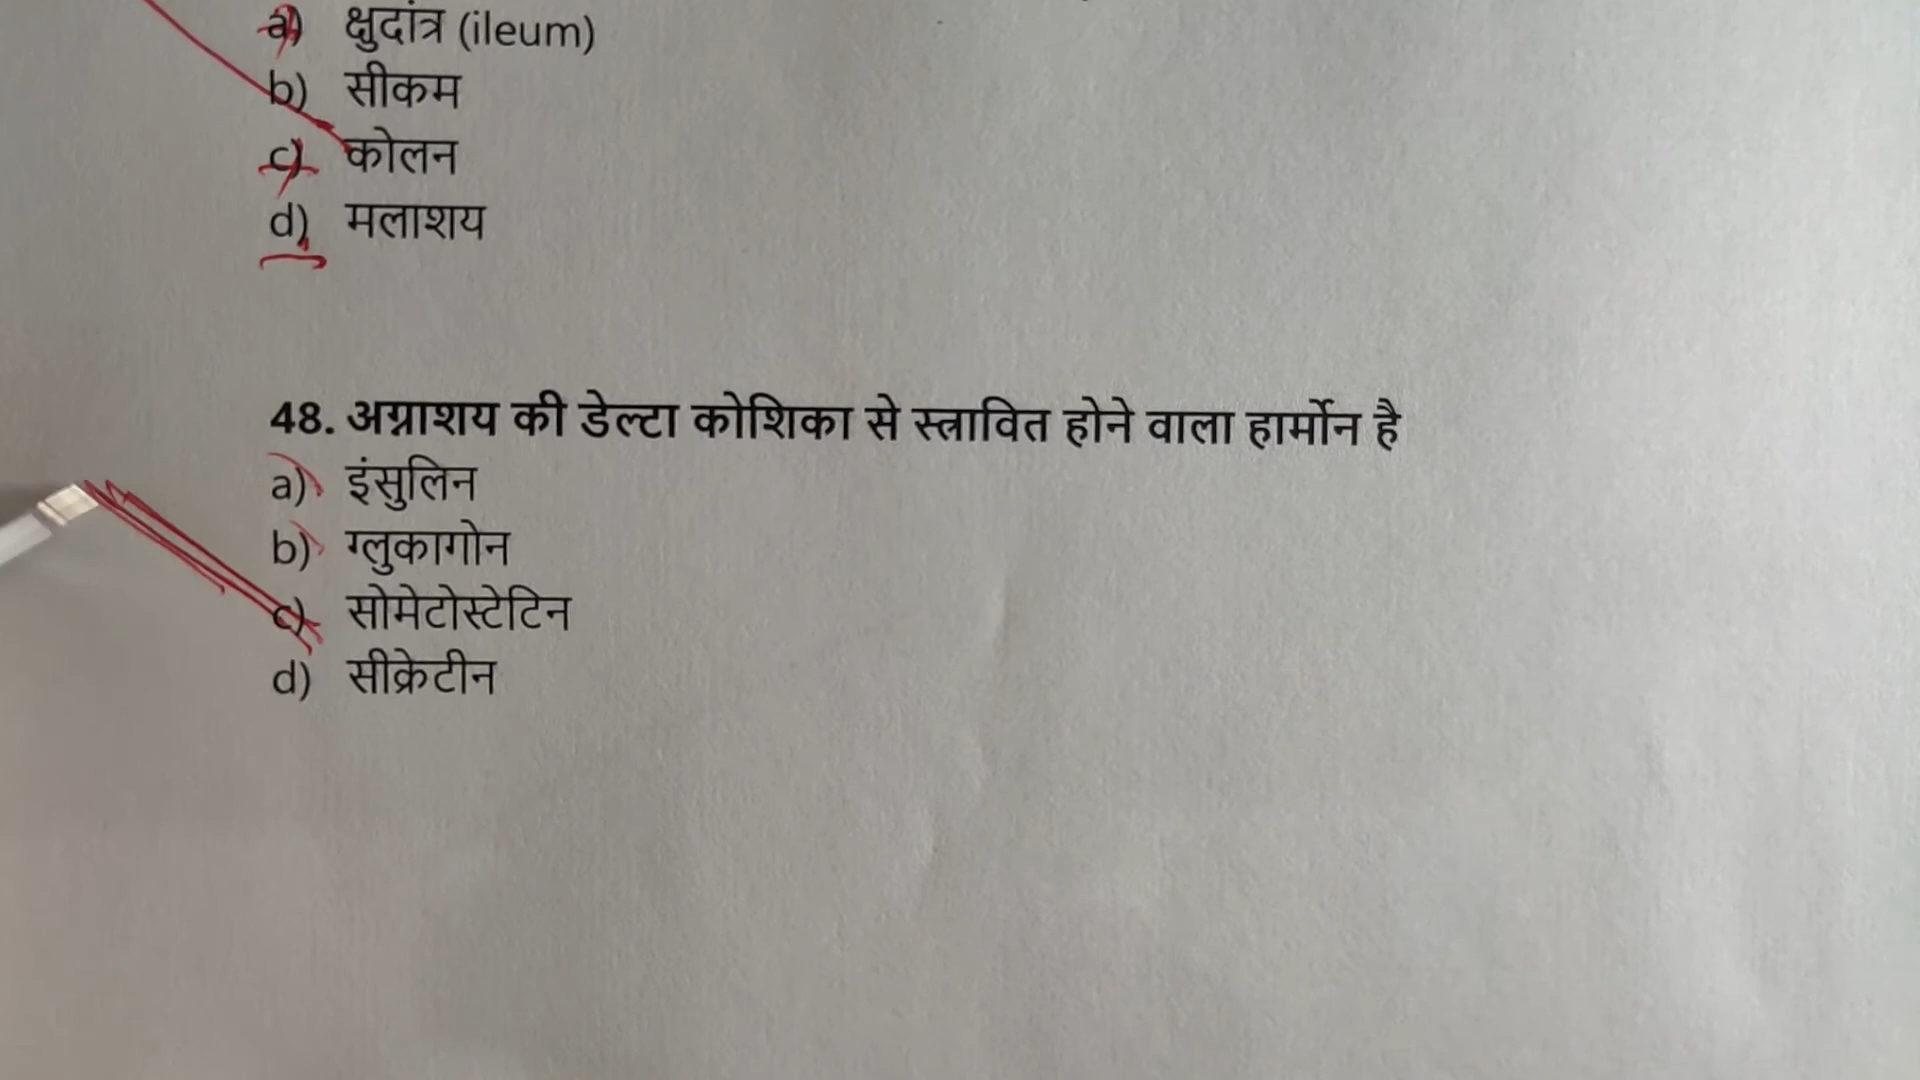 a) क्षुदांत्र (ileum)
b) सीकम
c) कोलन
d) मलाशय
48. अग्नाशय की डेल्टा कोशिका से स्त्रावित होने वाला हार्मोन है
a) इंसुलिन
b) ग्लुकागोन
c) सोमेटोस्टेटिन
d) सीक्रेटीन